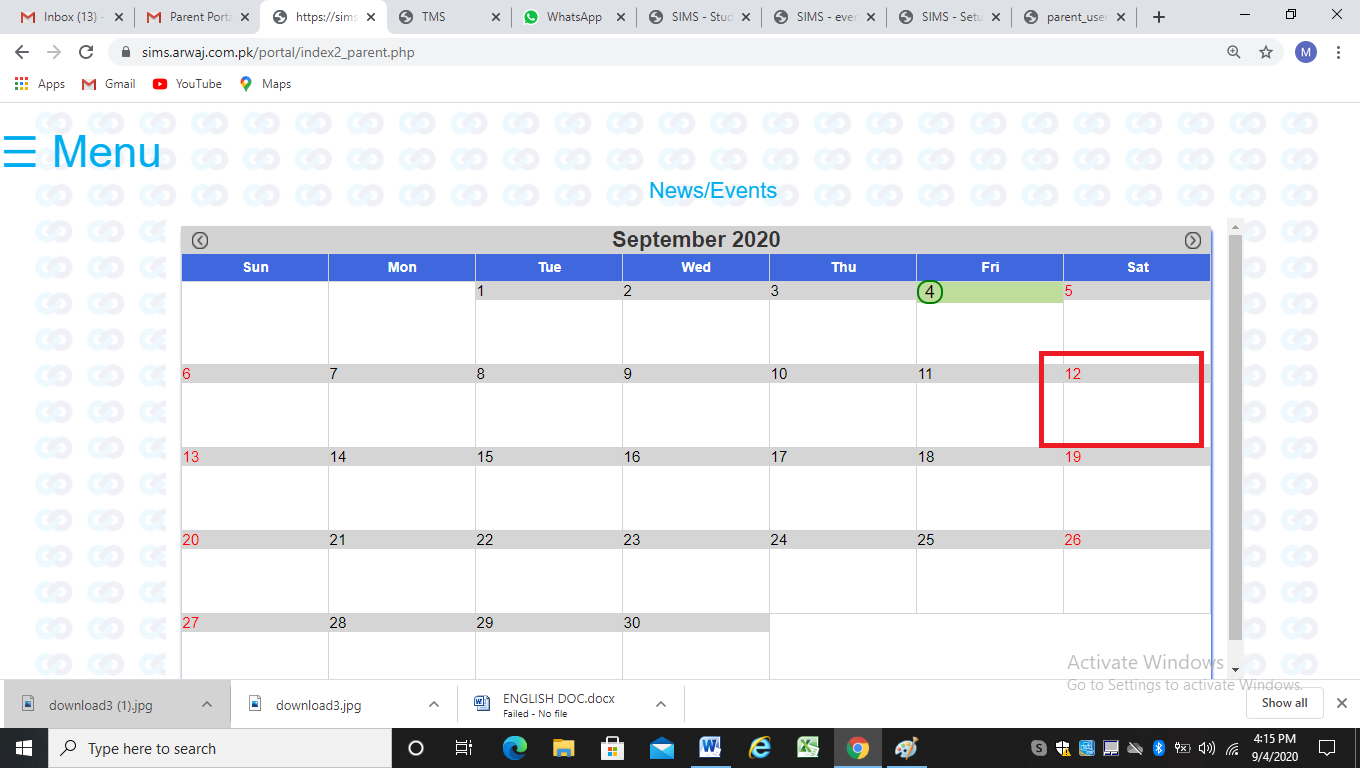 Inbox (13) -
Parent Porta
https://sims
TMS
WhatsApp
SIMS - Stud
SIMS - even
SIMS - Setu
parent_user
sims.arwaj.com.pk/portal/index2_parent.php
M
Apps
Gmail
YouTube
Maps
☰ Menu
News/Events
September 2020
Sun Mon Tue Wed Thu Fri Sat
1 2 3 4 5
6 7 8 9 10 11 12
13 14 15 16 17 18 19
20 21 22 23 24 25 26
27 28 29 30
Activate Windows
Go to Settings to activate Windows.
download3 (1).jpg
download3.jpg
ENGLISH DOC.docx
Failed - No file
Show all
Type here to search
4:15 PM
9/4/2020